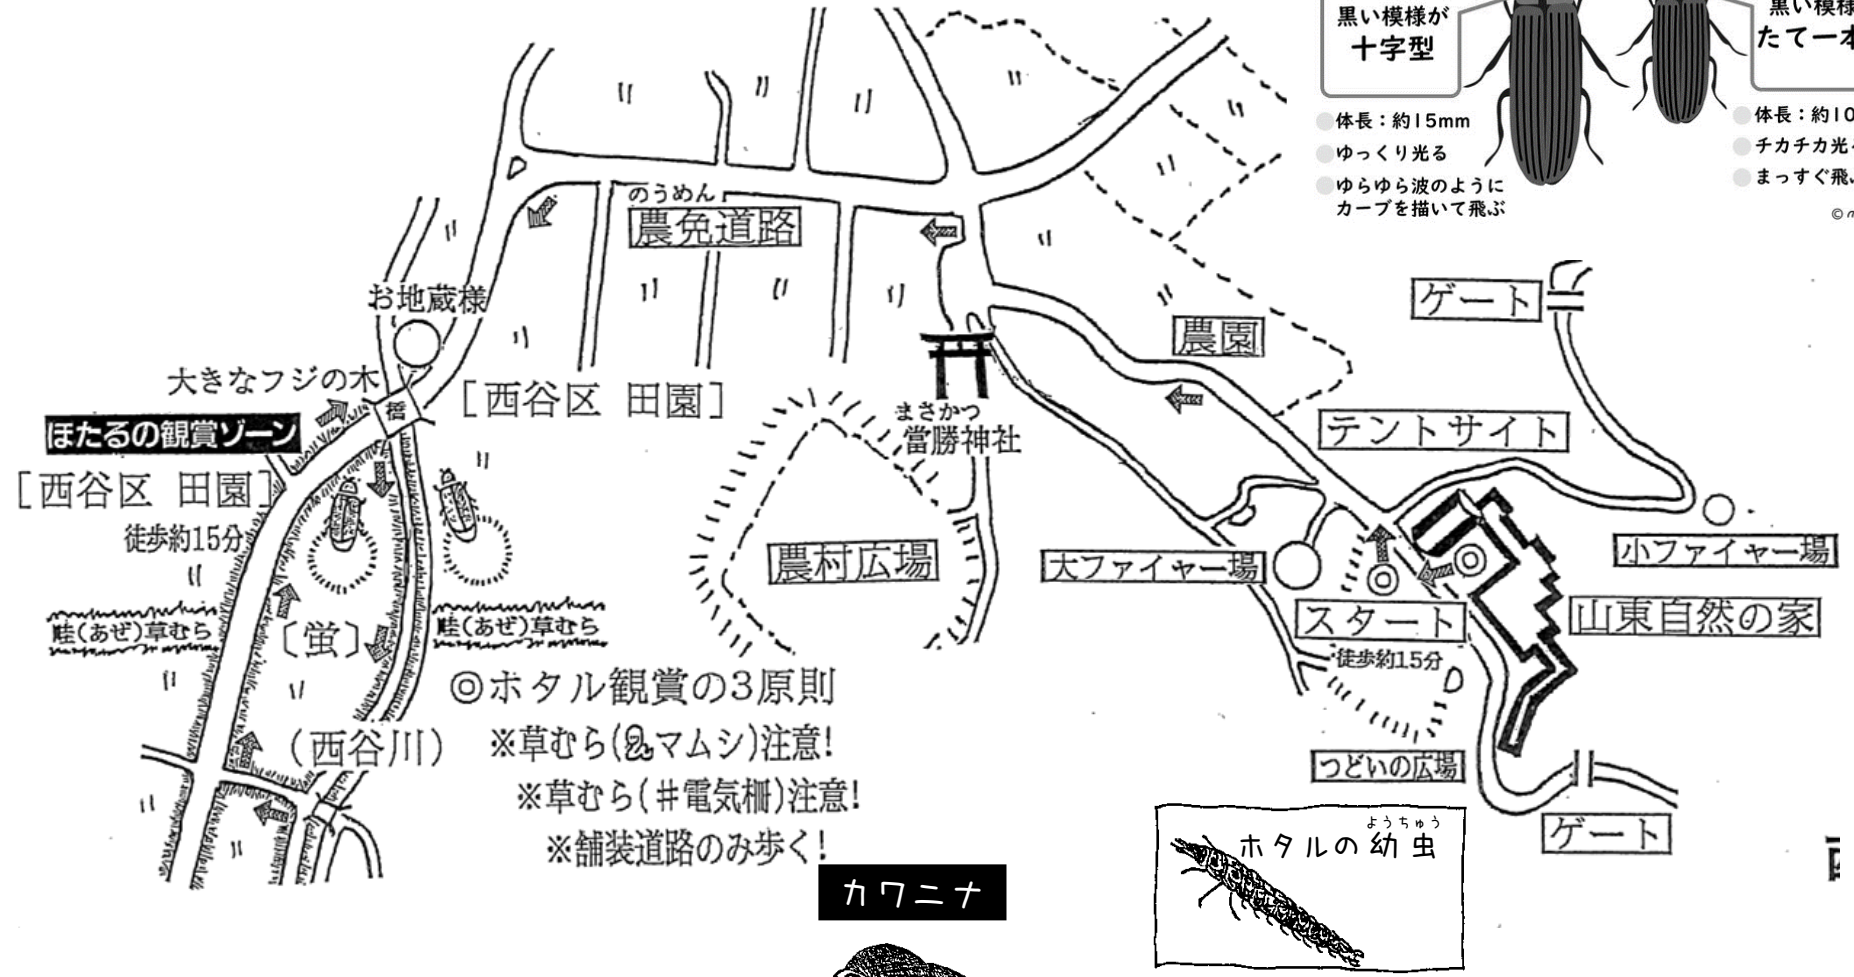 黒い模様が
十字型
体長：約15mm
ゆっくり光る
ゆらゆら波のように
カーブを描いて飛ぶ
黒い模様
たて一本
体長：約10
チカチカ光
まっすぐ飛
©
のうめん
農免道路
お地蔵様
大きなフジの木
橋
ほたるの観賞ゾーン
［西谷区 田園］
［西谷区 田園］
徒歩約15分
畦(あぜ)草むら
畦(あぜ)草むら
〔蛍〕
（西谷川）
まさかつ
當勝神社
農村広場
農園
ゲート
テントサイト
大ファイヤー場
小ファイヤー場
スタート
徒歩約15分
山東自然の家
つどいの広場
ゲート
◎ホタル観賞の3原則
※草むら(マムシ)注意!
※草むら(#電気柵)注意!
※舗装道路のみ歩く!
カワニナ
ようちゅう
ホタルの幼虫